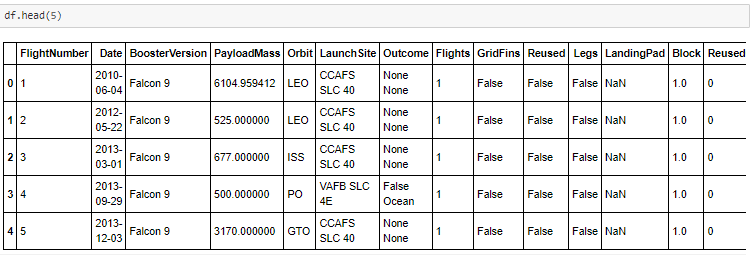 df.head(5)
FlightNumber Date BoosterVersion PayloadMass Orbit LaunchSite Outcome Flights GridFins Reused Legs LandingPad Block Reused
0 1 2010-06-04 Falcon 9 6104.959412 LEO CCAFS SLC 40 None None 1 False False False NaN 1.0 0
1 2 2012-05-22 Falcon 9 525.000000 LEO CCAFS SLC 40 None None 1 False False False NaN 1.0 0
2 3 2013-03-01 Falcon 9 677.000000 ISS CCAFS SLC 40 None None 1 False False False NaN 1.0 0
3 4 2013-09-29 Falcon 9 500.000000 PO VAFB SLC 4E False Ocean 1 False False False NaN 1.0 0
4 5 2013-12-03 Falcon 9 3170.000000 GTO CCAFS SLC 40 None None 1 False False False NaN 1.0 0